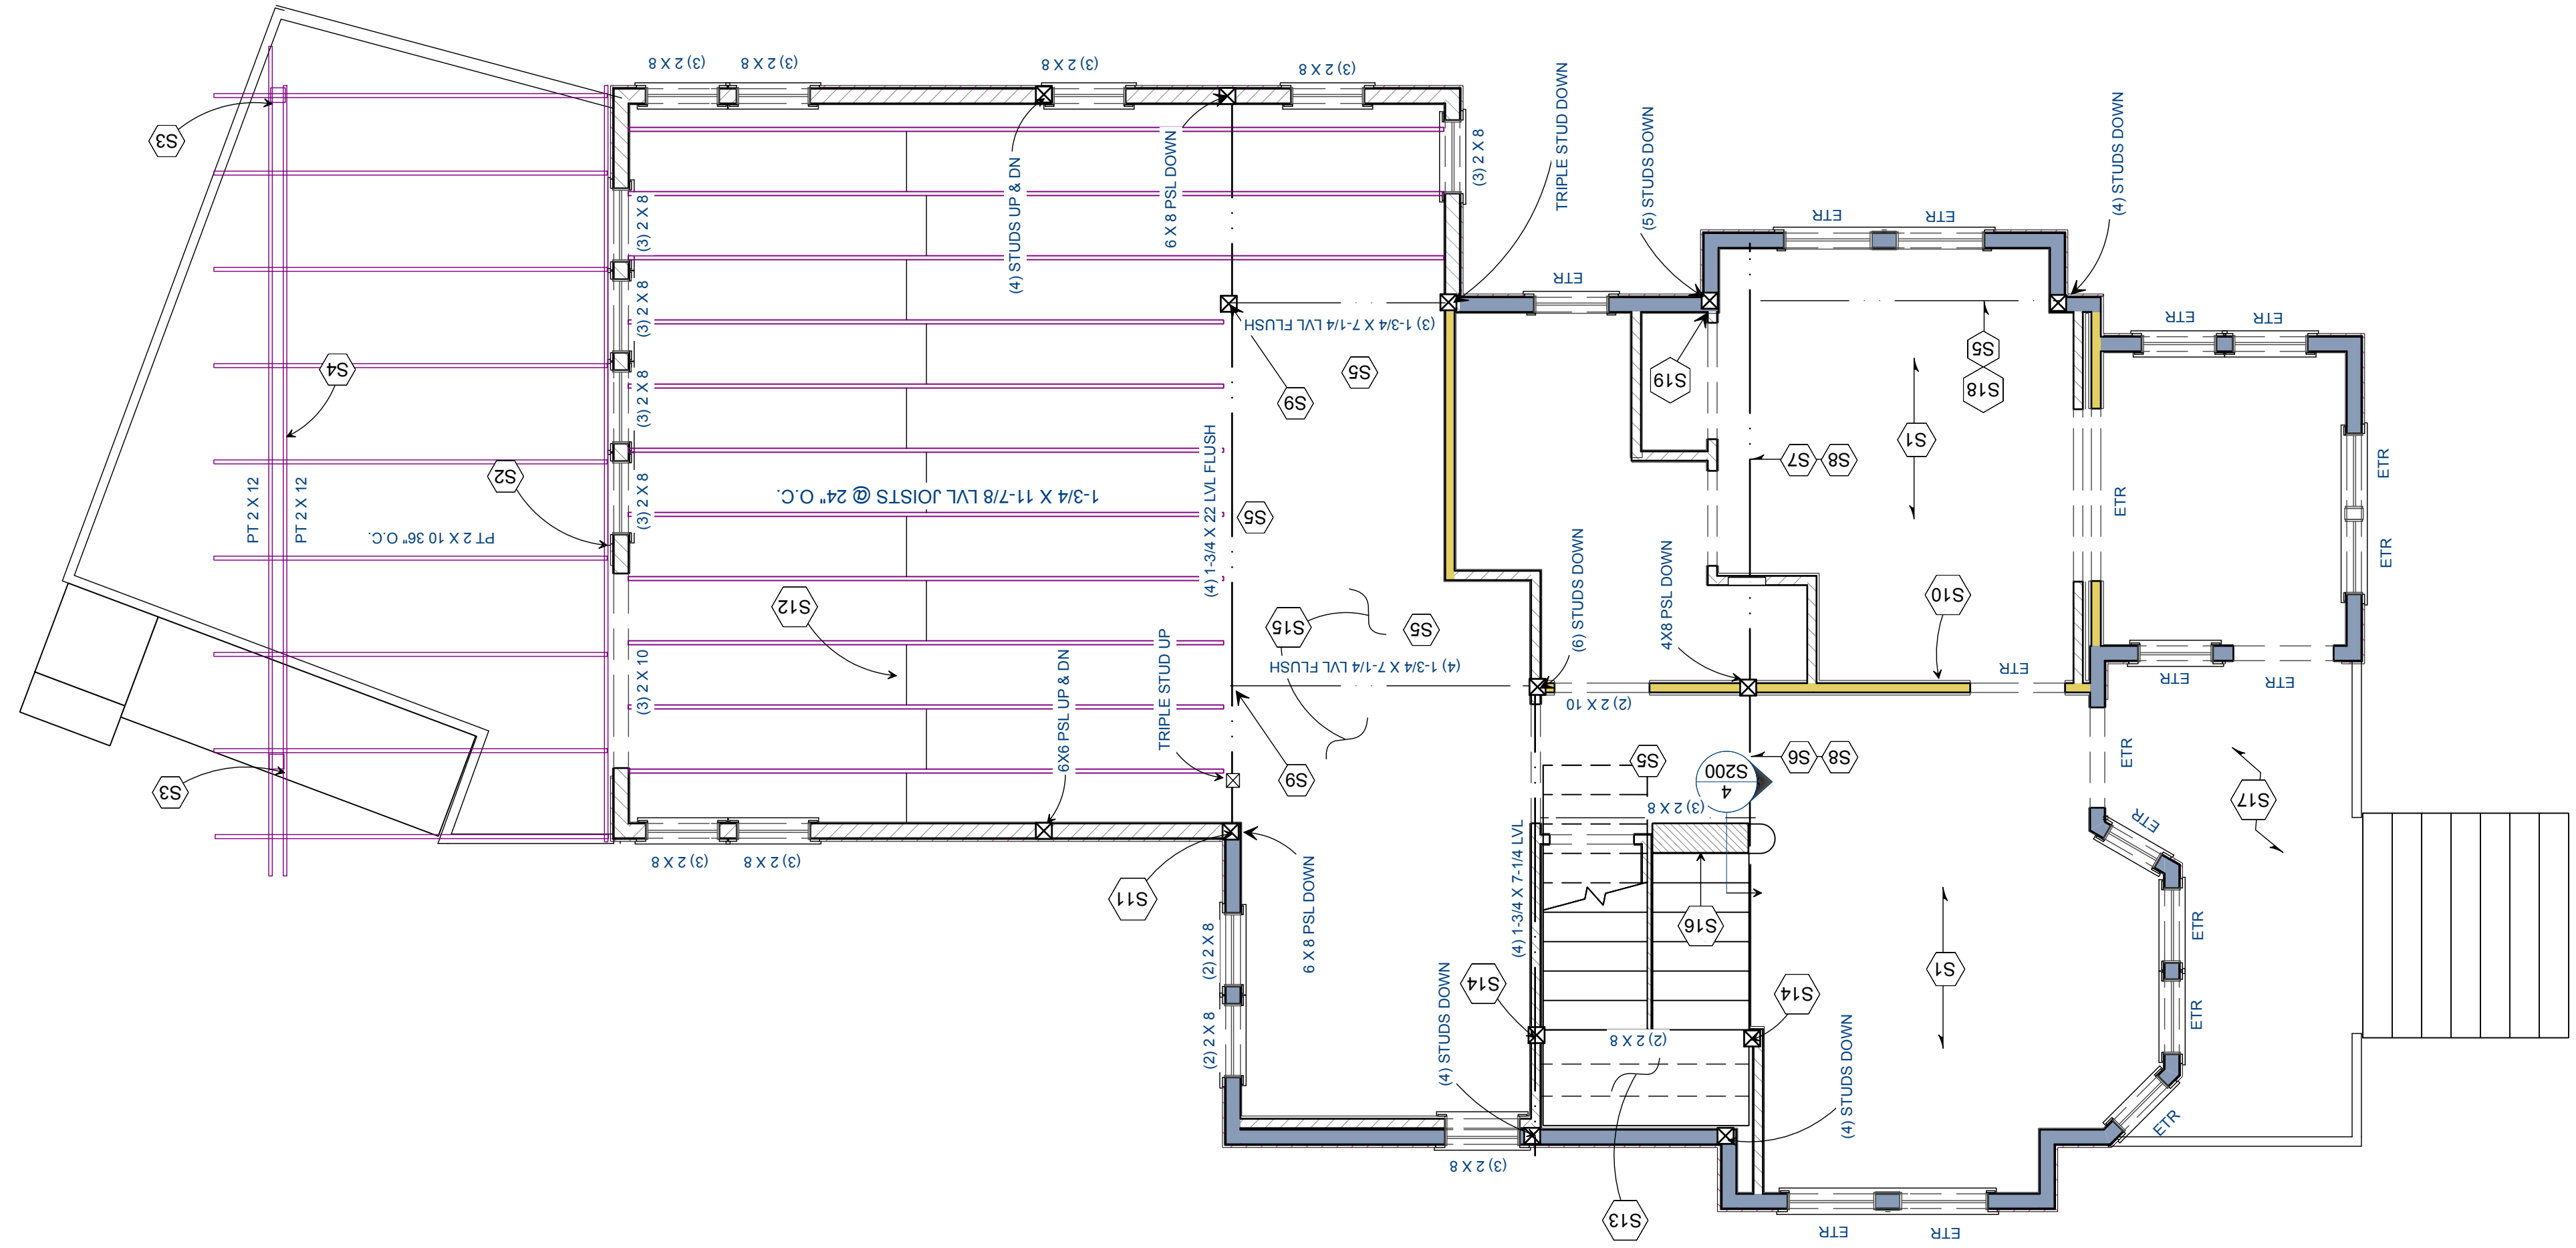 (3) 2 X 8
(3) 2 X 8
(3) 2 X 8
(3) 2 X 8
TRIPLE STUD DOWN
(5) STUDS DOWN
(4) STUDS DOWN
S3
(4) STUDS UP & DN
6 X 8 PSL DOWN
(3) 2 X 8
ETR
ETR
ETR
ETR
ETR
(3) 2 X 8
(3) 2 X 8
(3) 2 X 8
(3) 2 X 8
(3) 1-3/4 X 7-1/4 LVL FLUSH
S4
S5
S9
S19
S5
S18
S1
S7
S8
ETR
ETR
ETR
S2
PT 2 X 12
PT 2 X 12
PT 2 X 10 36" O.C.
1-3/4 X 11-7/8 LVL JOISTS @ 24" O.C.
(4) 1-3/4 X 22 LVL FLUSH
S5
S12
S15
S5
(6) STUDS DOWN
4X8 PSL DOWN
S10
(4) 1-3/4 X 7-1/4 LVL FLUSH
(3) 2 X 10
6X6 PSL UP & DN
TRIPLE STUD UP
(2) 2 X 10
ETR
ETR
ETR
ETR
S3
S9
S5
4
S200
S6
S8
(3) 2 X 8
S17
ETR
(3) 2 X 8
(3) 2 X 8
S11
6 X 8 PSL DOWN
(4) 1-3/4 X 7-1/4 LVL
S16
ETR
(2) 2 X 8
(2) 2 X 8
S14
S14
S1
ETR
(4) STUDS DOWN
(2) 2 X 8
(4) STUDS DOWN
ETR
(3) 2 X 8
S13
ETR
ETR